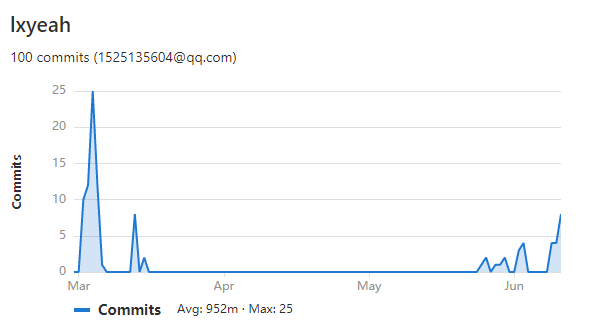 lxyeah
100 commits (1525135604@qq.com)
25
20
15
10
5
0
Commits
Mar Apr May Jun
Commits Avg: 952m · Max: 25